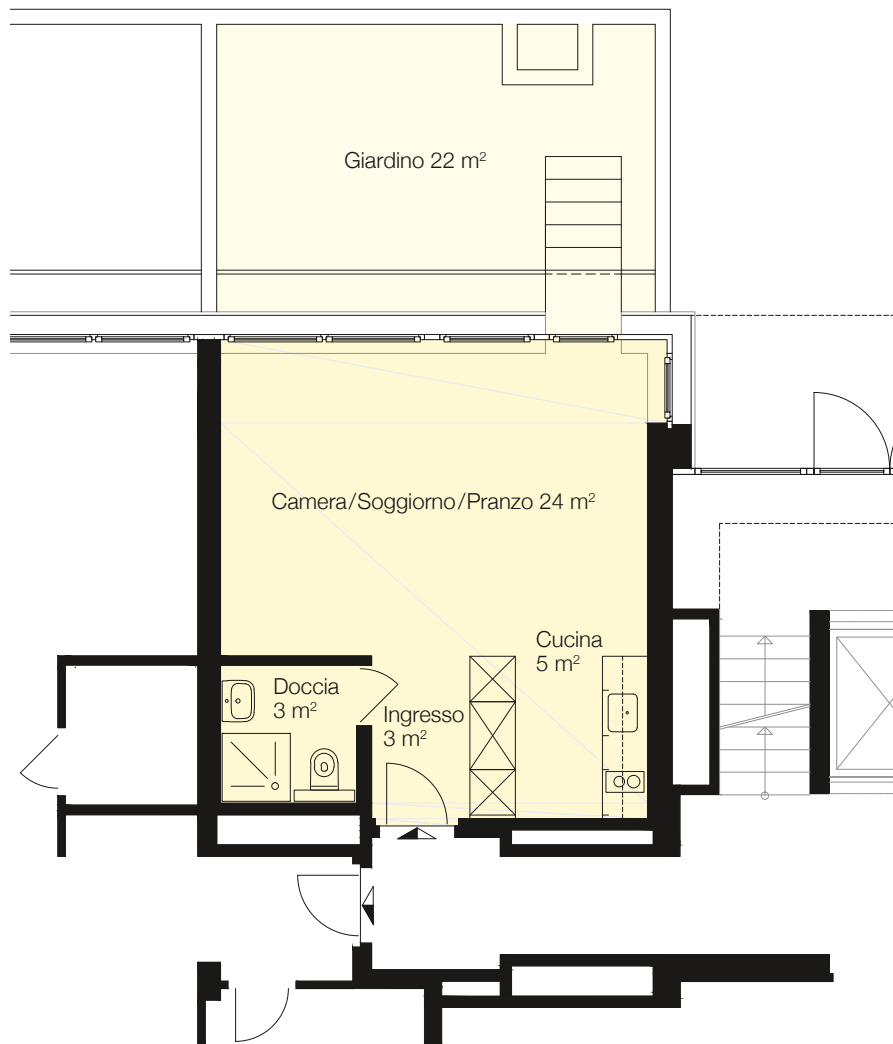 Giardino 22 m²
Camera/Soggiorno/Pranzo 24 m²
Cucina
5 m²
Doccia
3 m²
Ingresso
3 m²